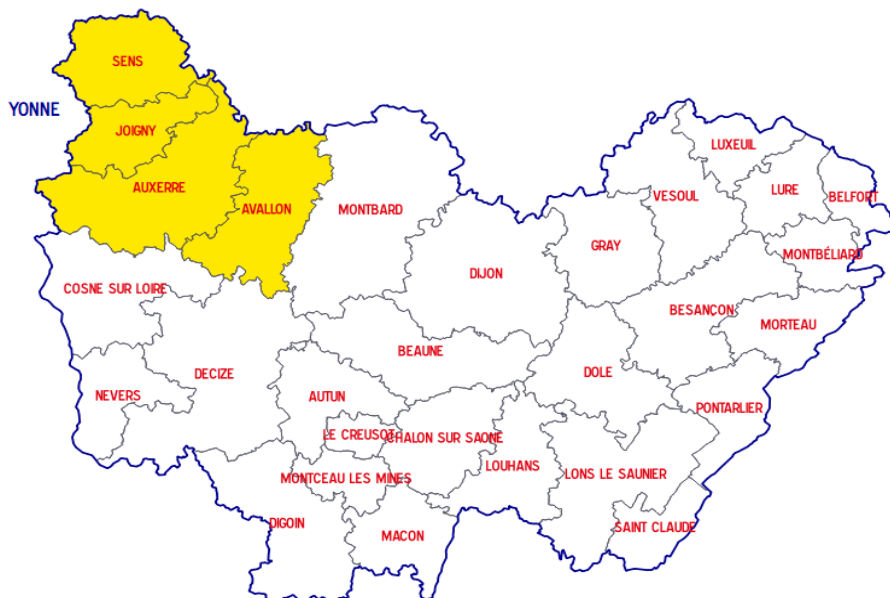 SENS
YONNE
JOIGNY
LUXEUIL
AUXERRE
LURE
VESOUL
BELFORT
AVALLON
MONTBARD
GRAY
MONTBÉLIARD
DIJON
COSNE SUR LOIRE
BESANÇON
MORTEAU
BEAUNE
DECIZE
DOLE
NEVERS
AUTUN
PONTARLIER
LE CREUSOT
CHALON SUR SAONE
LOUHANS
LONS LE SAUNIER
MONTCEAU LES MINES
DIGOIN
SAINT CLAUDE
MACON